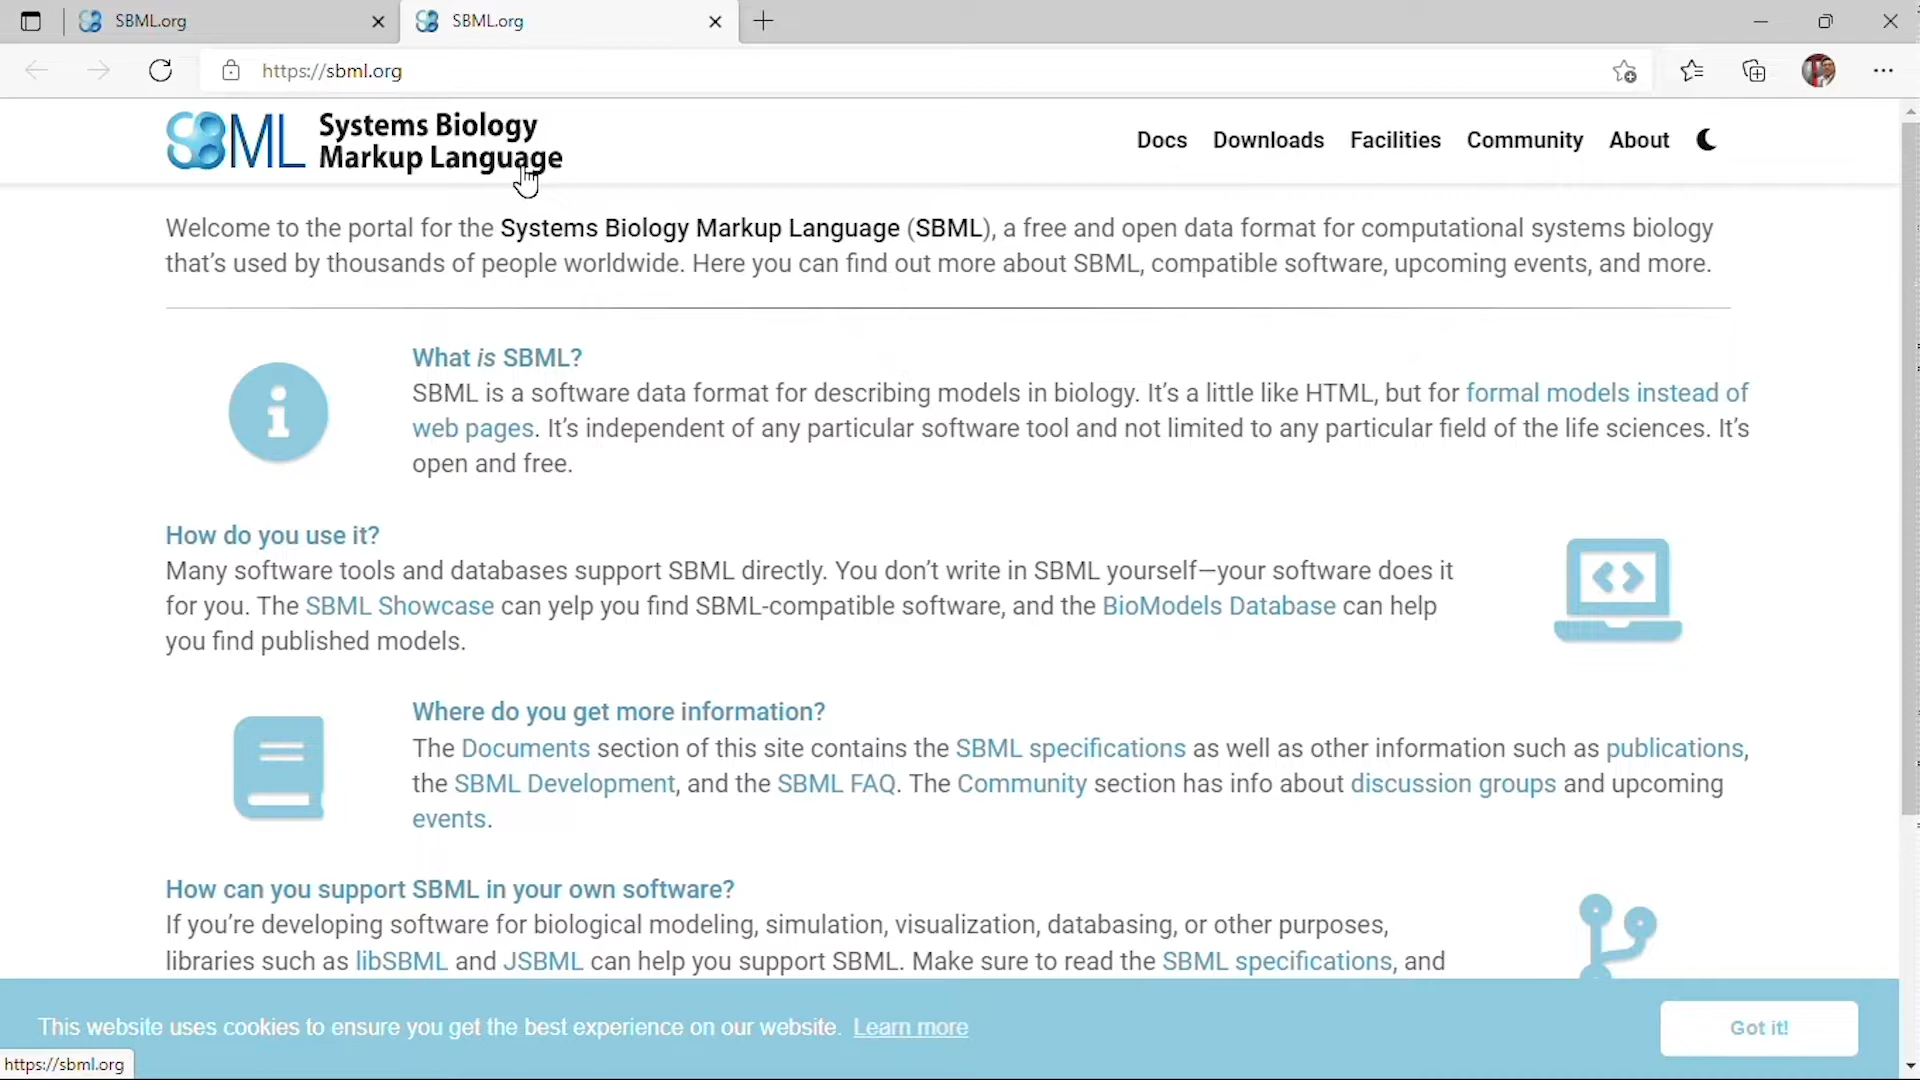 SBML.org
SBML.org
https://sbml.org
SBML Systems Biology
Markup Language
Docs Downloads Facilities Community About
Welcome to the portal for the Systems Biology Markup Language (SBML), a free and open data format for computational systems biology
that's used by thousands of people worldwide. Here you can find out more about SBML, compatible software, upcoming events, and more.
What is SBML?
SBML is a software data format for describing models in biology. It's a little like HTML, but for formal models instead of
web pages. It's independent of any particular software tool and not limited to any particular field of the life sciences. It's
open and free.
How do you use it?
Many software tools and databases support SBML directly. You don't write in SBML yourself—your software does it
for you. The SBML Showcase can yelp you find SBML-compatible software, and the BioModels Database can help
you find published models.
Where do you get more information?
The Documents section of this site contains the SBML specifications as well as other information such as publications,
the SBML Development, and the SBML FAQ. The Community section has info about discussion groups and upcoming
events.
How can you support SBML in your own software?
If you're developing software for biological modeling, simulation, visualization, databasing, or other purposes,
libraries such as libSBML and JSBML can help you support SBML. Make sure to read the SBML specifications, and
This website uses cookies to ensure you get the best experience on our website. Learn more
Got it!
https://sbml.org